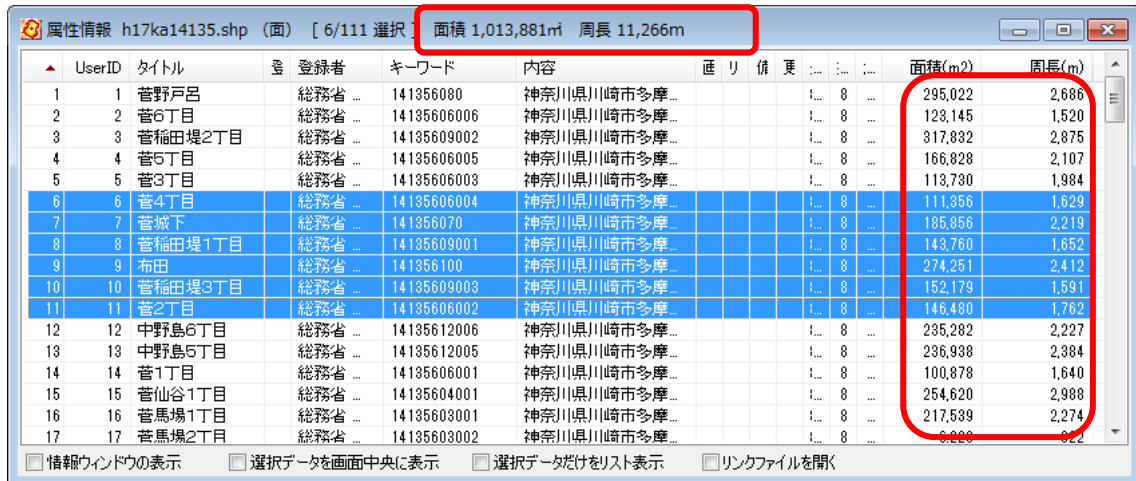 属性情報 h17ka14135.shp (面) [ 6/111 選択 ] 面積 1,013,881㎡ 周長 11,266m
UserID タイトル 登 登録者 キーワード 内容 画 リ 値 更 :... :... :... 面積(m2) 周長(m)
1 1 菅野戸呂 総務省 ... 141356080 神奈川県川崎市多摩... !... 8 ... 295,022 2,686
2 2 菅6丁目 総務省 ... 14135606006 神奈川県川崎市多摩... !... 8 ... 123,145 1,520
3 3 菅稲田堤2丁目 総務省 ... 14135609002 神奈川県川崎市多摩... !... 8 ... 317,832 2,875
4 4 菅5丁目 総務省 ... 14135606005 神奈川県川崎市多摩... !... 8 ... 166,828 2,107
5 5 菅3丁目 総務省 ... 14135606003 神奈川県川崎市多摩... !... 8 ... 113,730 1,984
6 6 菅4丁目 総務省 ... 14135606004 神奈川県川崎市多摩... !... 8 ... 111,356 1,629
7 7 菅城下 総務省 ... 141356070 神奈川県川崎市多摩... !... 8 ... 185,856 2,219
8 8 菅稲田堤1丁目 総務省 ... 14135609001 神奈川県川崎市多摩... !... 8 ... 143,760 1,652
9 9 布田 総務省 ... 141356100 神奈川県川崎市多摩... !... 8 ... 274,251 2,412
10 10 菅稲田堤3丁目 総務省 ... 14135609003 神奈川県川崎市多摩... !... 8 ... 152,179 1,591
11 11 菅2丁目 総務省 ... 14135606002 神奈川県川崎市多摩... !... 8 ... 146,480 1,762
12 12 中野島6丁目 総務省 ... 14135612006 神奈川県川崎市多摩... !... 8 ... 235,282 2,227
13 13 中野島5丁目 総務省 ... 14135612005 神奈川県川崎市多摩... !... 8 ... 236,938 2,384
14 14 菅1丁目 総務省 ... 14135606001 神奈川県川崎市多摩... !... 8 ... 100,878 1,640
15 15 菅仙谷1丁目 総務省 ... 14135604001 神奈川県川崎市多摩... !... 8 ... 254,620 2,988
16 16 菅馬場1丁目 総務省 ... 14135603001 神奈川県川崎市多摩... !... 8 ... 217,539 2,274
17 17 菅馬場2丁目 総務省 ... 14135603002 神奈川県川崎市多摩... !... 8 ...
情報ウィンドウの表示 選択データを画面中央に表示 選択データだけをリスト表示 リンクファイルを開く